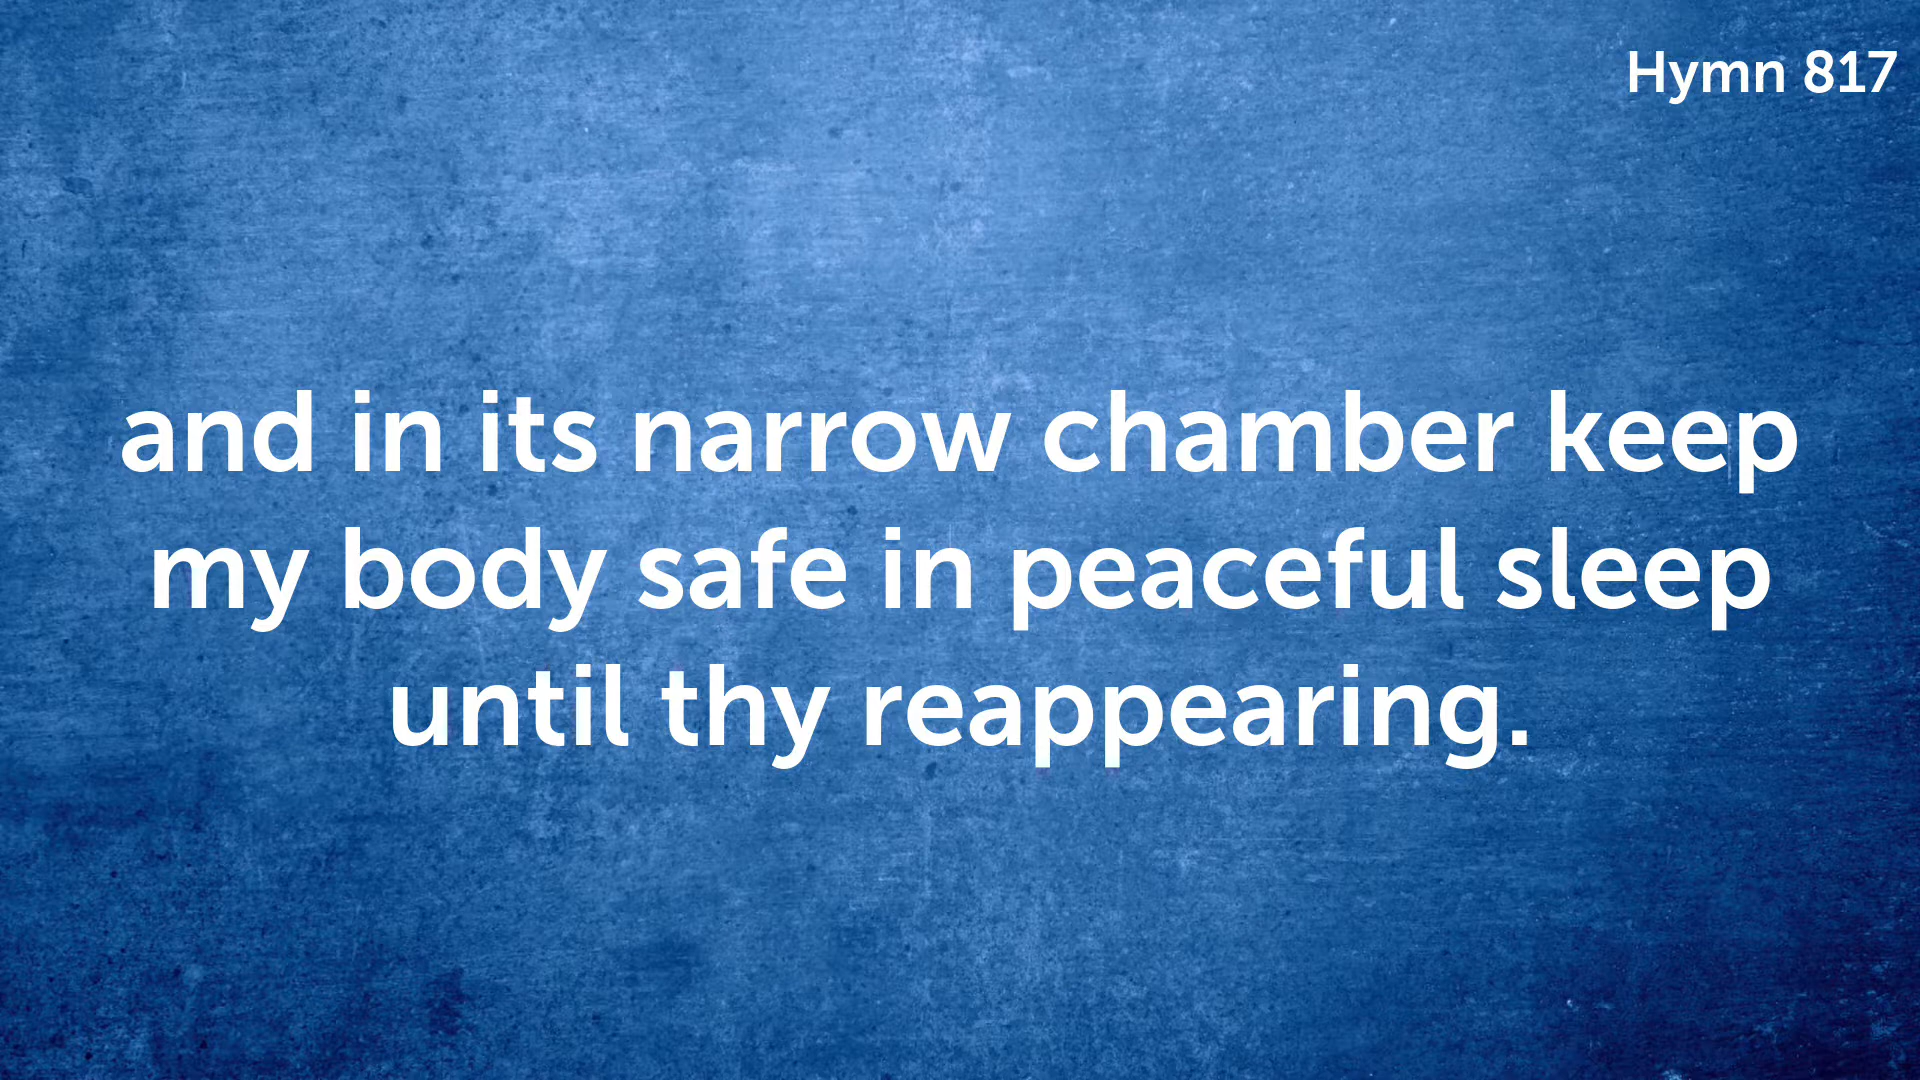 Hymn 817
and in its narrow chamber keep
my body safe in peaceful sleep
until thy reappearing.